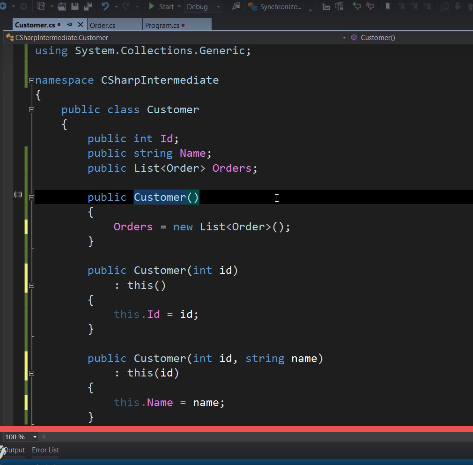 Start Debug Synchronize...
Customer.cs Order.cs Program.cs
CSharpIntermediate.Customer Customer()
using System.Collections.Generic;
namespace CSharpIntermediate
{
public class Customer
{
public int Id;
public string Name;
public List<Order> Orders;
public Customer()
{
Orders = new List<Order>();
}
public Customer(int id)
: this()
{
this.Id = id;
}
public Customer(int id, string name)
: this(id)
{
this.Name = name;
}
100 %
Output Error List